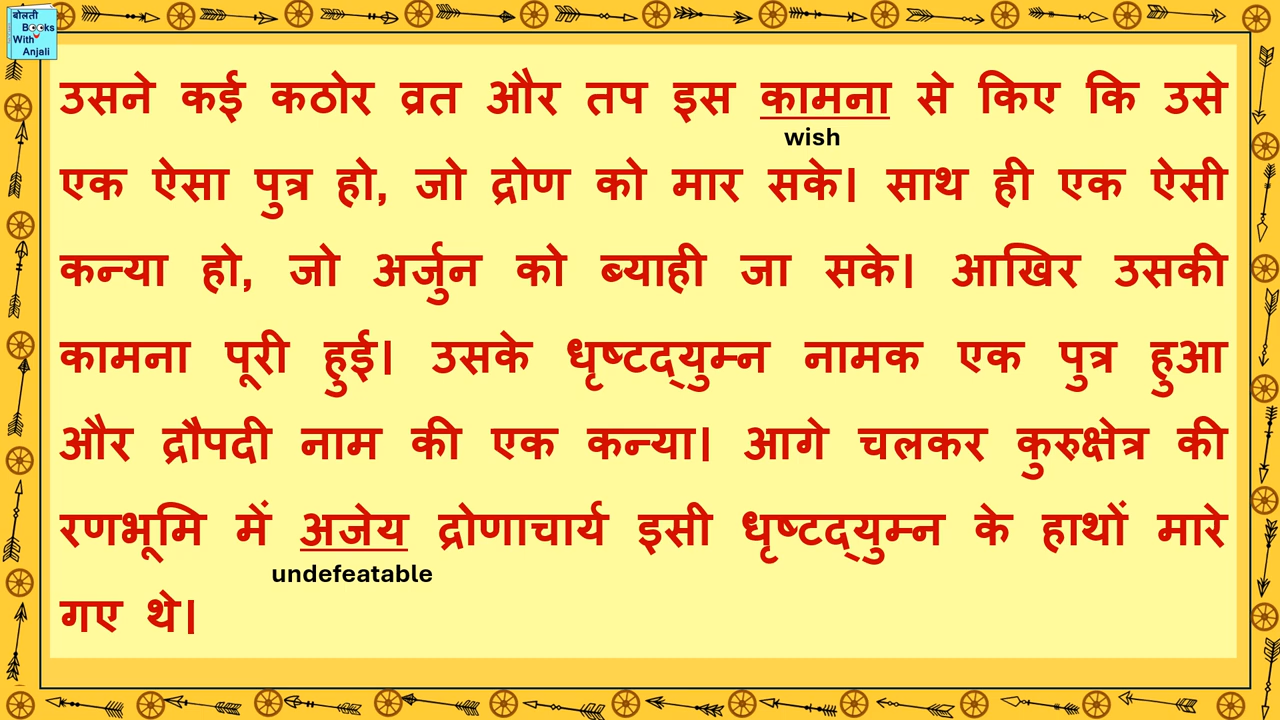 बोलती
Books
With
Anjali
उसने कई कठोर व्रत और तप इस कामना से किए कि उसे
wish
एक ऐसा पुत्र हो, जो द्रोण को मार सके। साथ ही एक ऐसी
कन्या हो, जो अर्जुन को ब्याही जा सके। आखिर उसकी
कामना पूरी हुई। उसके धृष्टद्‌युम्न नामक एक पुत्र हुआ
और द्रौपदी नाम की एक कन्या। आगे चलकर कुरुक्षेत्र की
रणभूमि में अजेय द्रोणाचार्य इसी धृष्टद्‌युम्न के हाथों मारे
undefeatable
गए थे।